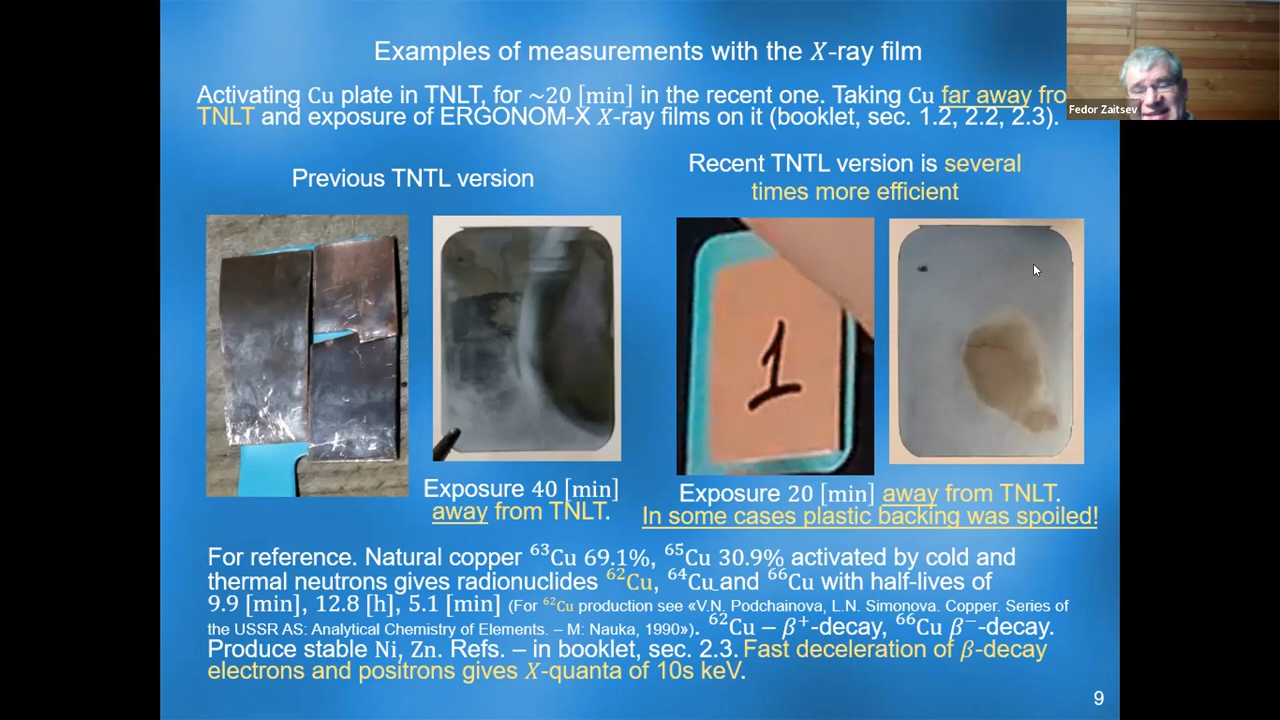 Examples of measurements with the X-ray film
Activating Cu plate in TNLT, for ~20 [min] in the recent one. Taking Cu far away fro
TNLT and exposure of ERGONOM-X X-ray films on it (booklet, sec. 1.2, 2.2, 2.3).
Fedor Zaitsev
Previous TNTL version
Recent TNTL version is several
times more efficient
1
Exposure 40 [min]
away from TNLT.
Exposure 20 [min] away from TNLT.
In some cases plastic backing was spoiled!
For reference. Natural copper ⁶³Cu 69.1%, ⁶⁵Cu 30.9% activated by cold and
thermal neutrons gives radionuclides ⁶²Cu, ⁶⁴Cu and ⁶⁶Cu with half-lives of
9.9 [min], 12.8 [h], 5.1 [min] (For ⁶²Cu production see «V.N. Podchainova, L.N. Simonova. Copper. Series of
the USSR AS: Analytical Chemistry of Elements. – M: Nauka, 1990»). ⁶²Cu – β⁺-decay, ⁶⁶Cu β⁻-decay.
Produce stable Ni, Zn. Refs. – in booklet, sec. 2.3. Fast deceleration of β-decay
electrons and positrons gives X-quanta of 10s keV.
9